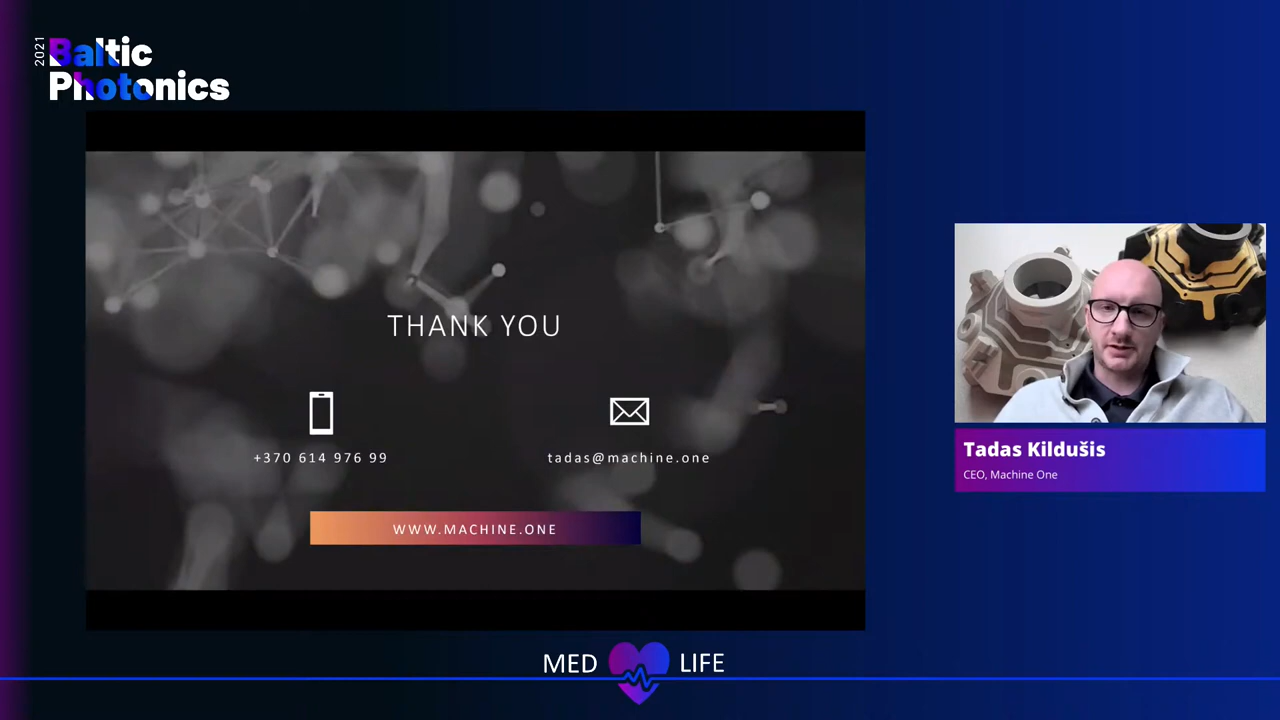 2021
Baltic
Photonics
THANK YOU
+370 614 976 99
tadas@machine.one
WWW.MACHINE.ONE
Tadas Kildušis
CEO, Machine One
MED LIFE